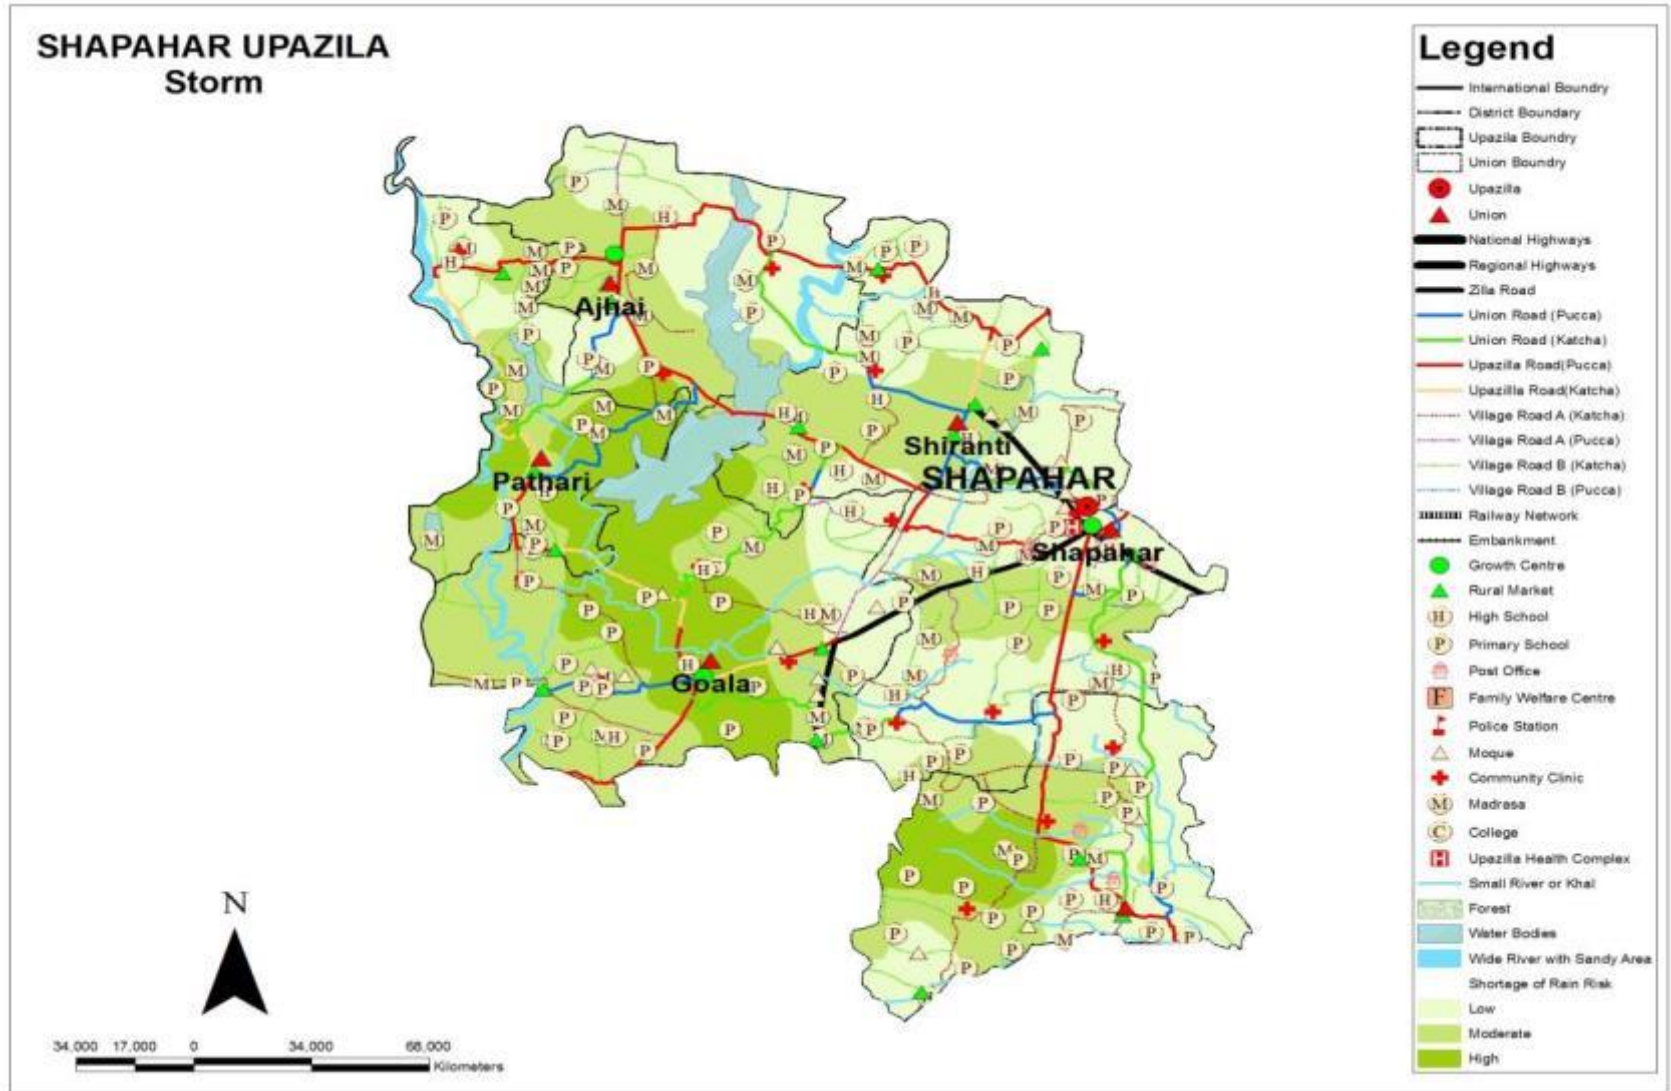 SHAPAHAR UPAZILA
Storm
Ajhai
Pathari
Shiranti
SHAPAHAR
Shapahar
Goala
N
34,000 17,000 0 34,000 68,000
Kilometers
Legend
International Boundry
District Boundary
Upazila Boundry
Union Boundry
Upazilla
Union
National Highways
Regional Highways
Zilla Road
Union Road (Pucca)
Union Road (Katcha)
Upazilla Road(Pucca)
Upazilla Road(Katcha)
Village Road A (Katcha)
Village Road A (Pucca)
Village Road B (Katcha)
Village Road B (Pucca)
Railway Network
Embankment
Growth Centre
Rural Market
H High School
P Primary School
Post Office
F Family Welfare Centre
Police Station
Moque
Community Clinic
M Madrasa
C College
H Upazilla Health Complex
Small River or Khal
Forest
Water Bodies
Wide River with Sandy Area
Shortage of Rain Risk
Low
Moderate
High